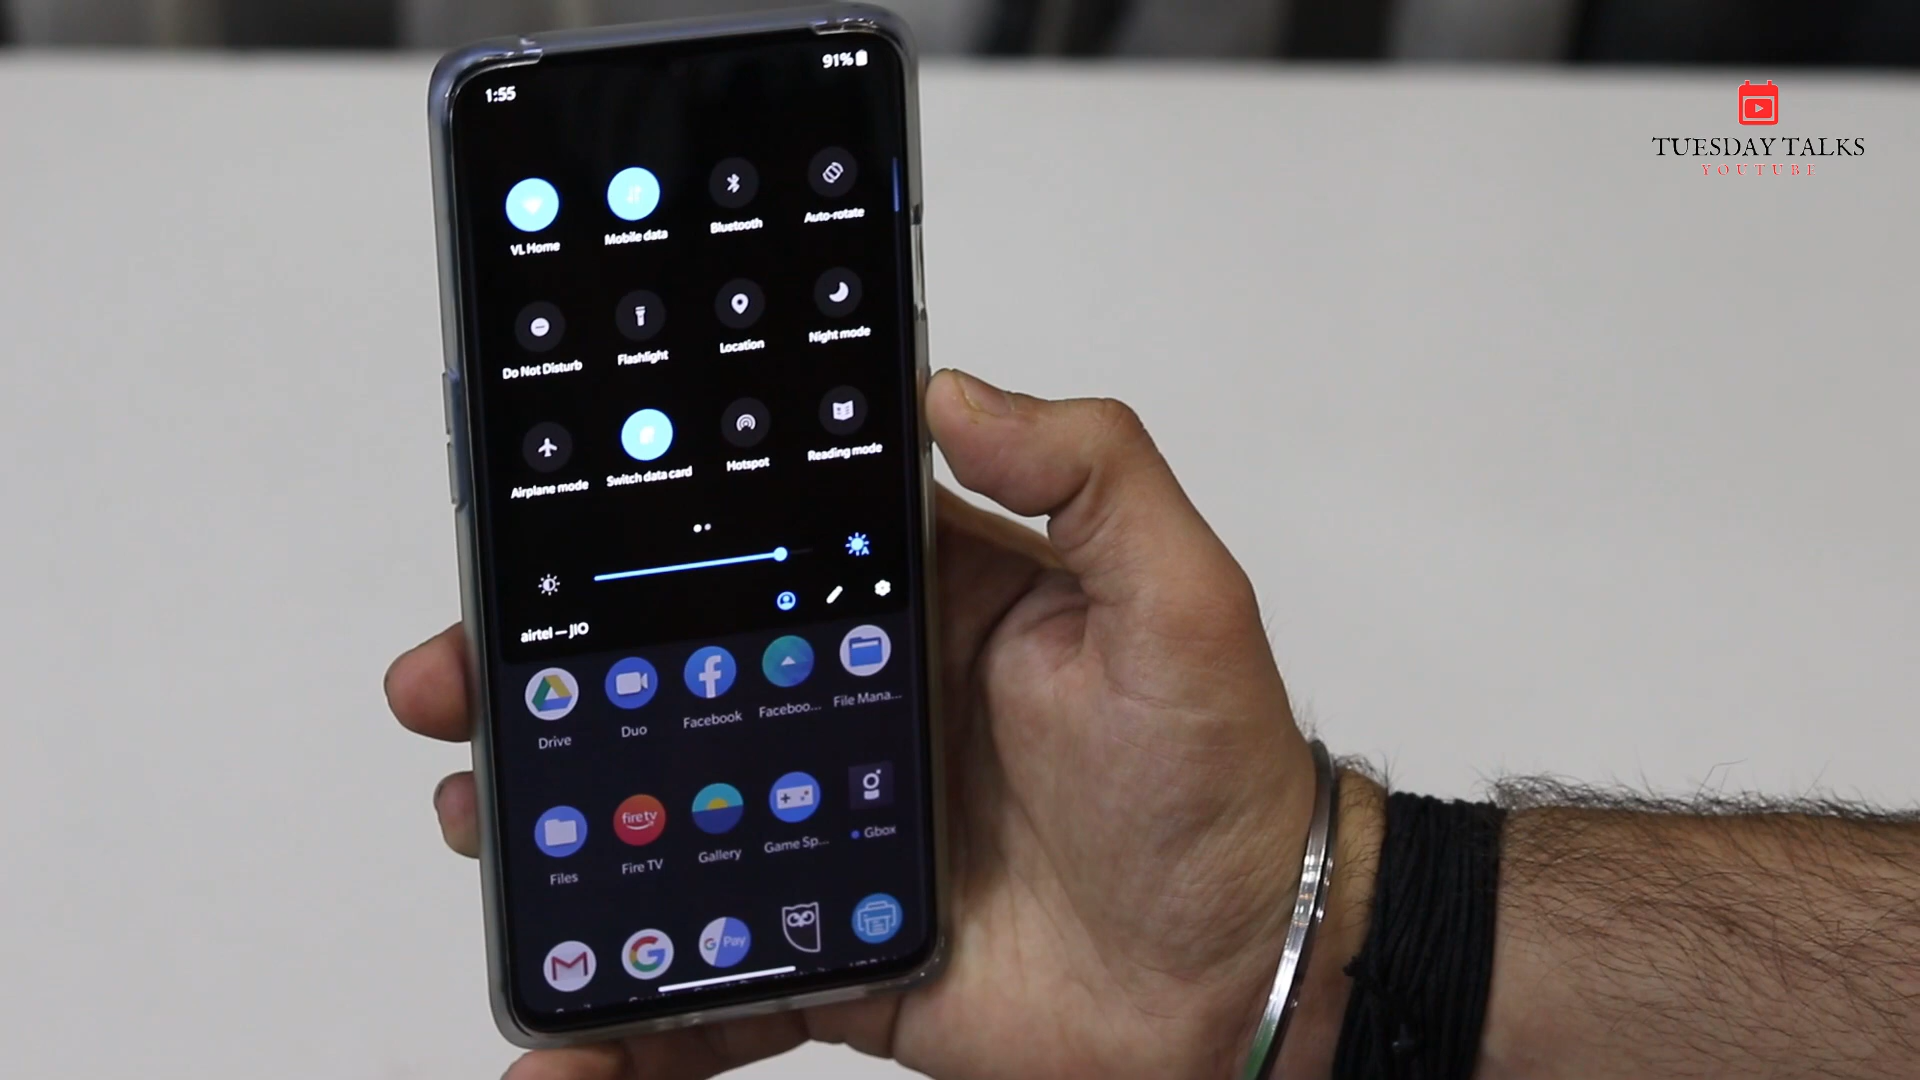 1:55
91%
TUESDAY TALKS
YOUTUBE
VL Home
Mobile data
Bluetooth
Auto-rotate
Do Not Disturb
Flashlight
Location
Night mode
Airplane mode
Switch data card
Hotspot
Reading mode
airtel — JIO
Drive
Duo
Facebook
Faceboo...
File Mana...
fire tv
Files
Fire TV
Gallery
Game Sp...
Gbox
G Pay